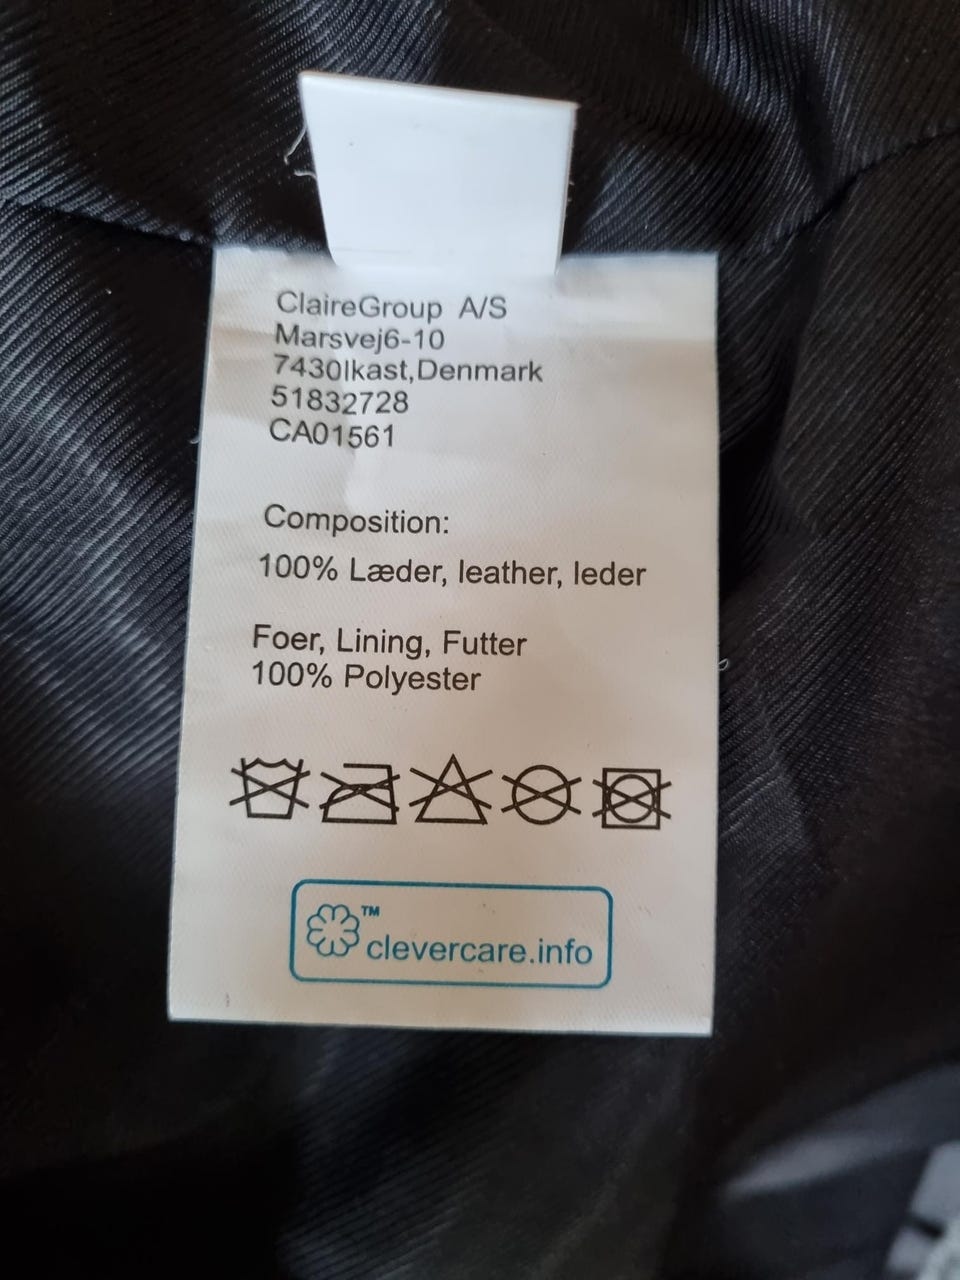 ClaireGroup A/S
Marsvej6-10
7430Ikast,Denmark
51832728
CA01561
Composition:
100% Læder, leather, leder
Foer, Lining, Futter
100% Polyester
™
clevercare.info